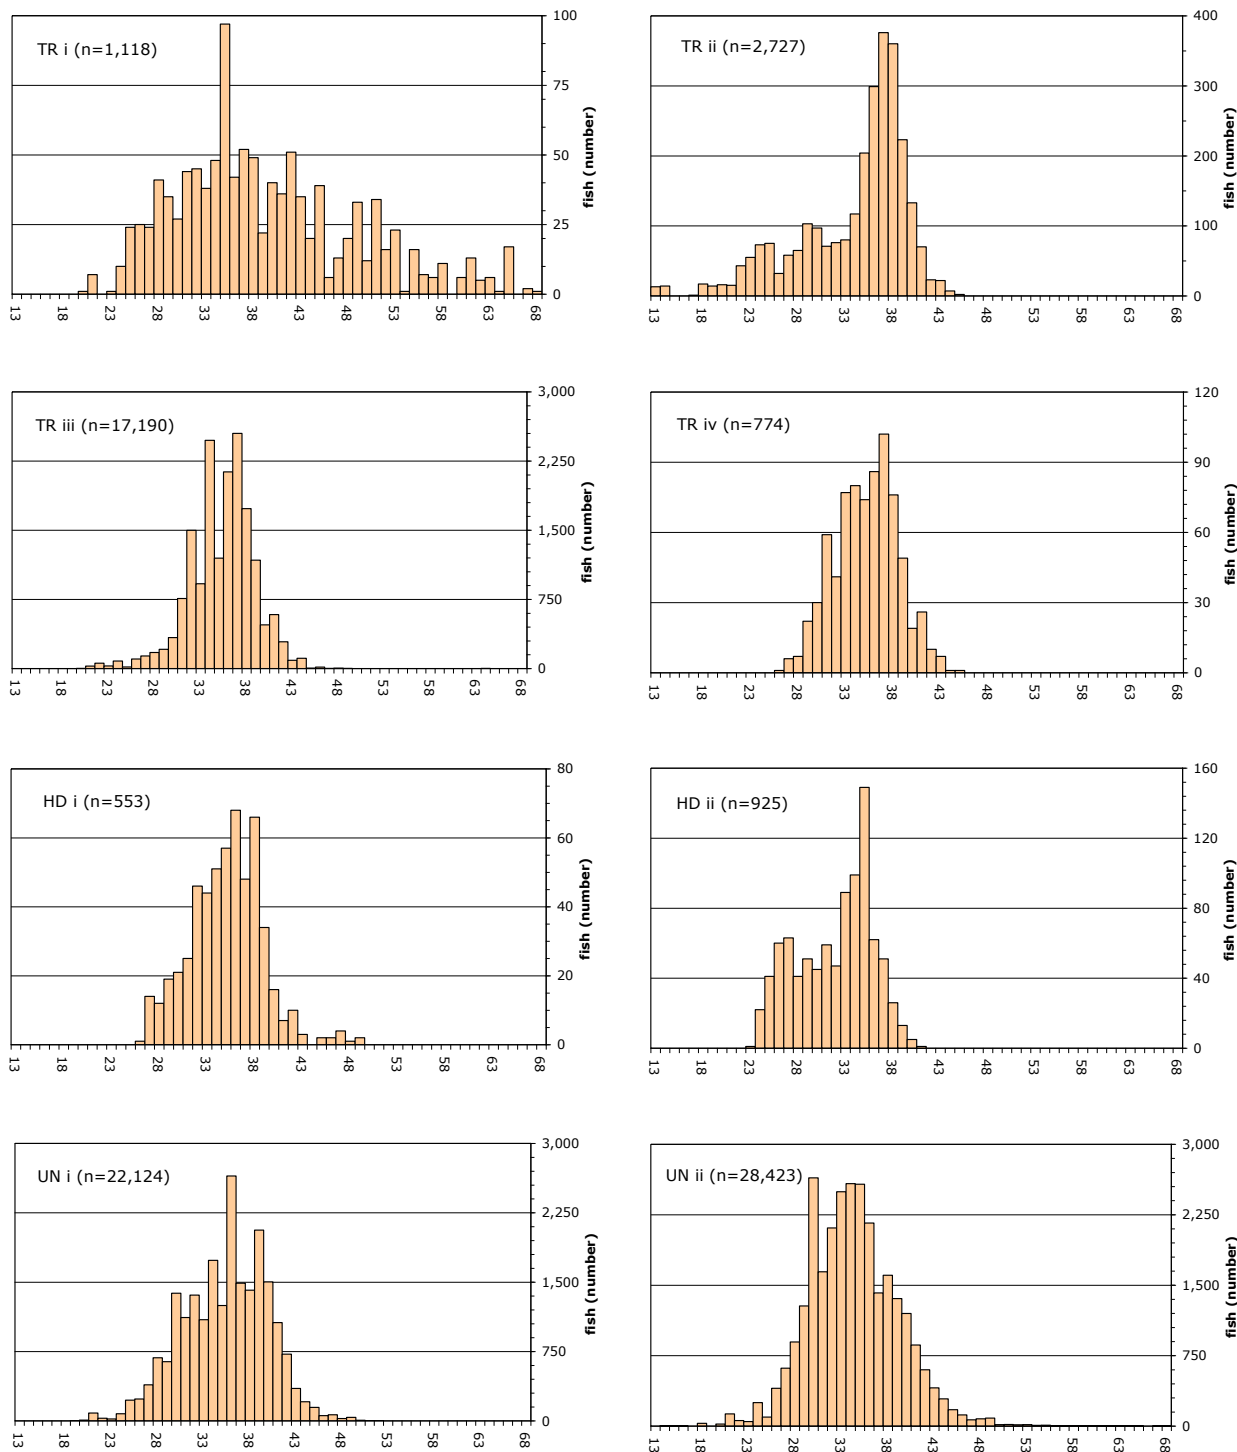 TR i (n=1,118)
100
75
50
25
0
fish (number)
13 18 23 28 33 38 43 48 53 58 63 68
TR ii (n=2,727)
400
300
200
100
0
fish (number)
13 18 23 28 33 38 43 48 53 58 63 68
TR iii (n=17,190)
3,000
2,250
1,500
750
0
fish (number)
13 18 23 28 33 38 43 48 53 58 63 68
TR iv (n=774)
120
90
60
30
0
fish (number)
13 18 23 28 33 38 43 48 53 58 63 68
HD i (n=553)
80
60
40
20
0
fish (number)
13 18 23 28 33 38 43 48 53 58 63 68
HD ii (n=925)
160
120
80
40
0
fish (number)
13 18 23 28 33 38 43 48 53 58 63 68
UN i (n=22,124)
3,000
2,250
1,500
750
0
fish (number)
13 18 23 28 33 38 43 48 53 58 63 68
UN ii (n=28,423)
3,000
2,250
1,500
750
0
fish (number)
13 18 23 28 33 38 43 48 53 58 63 68